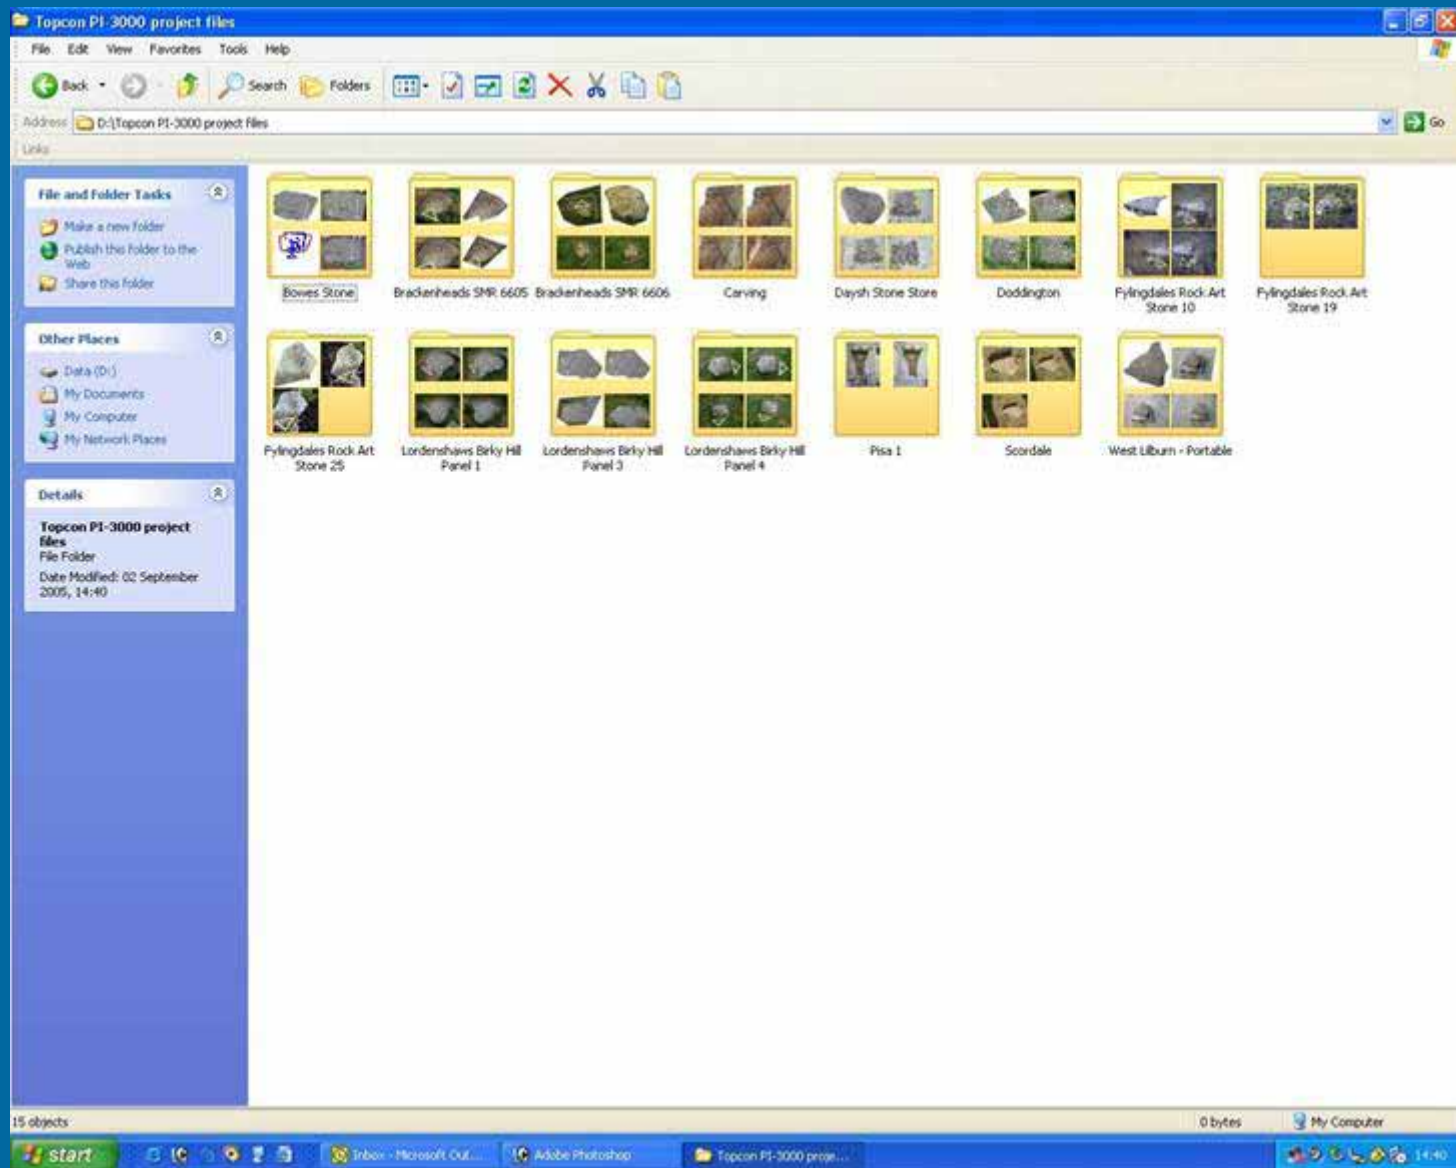 Topcon PI-3000 project files
File Edit View Favorites Tools Help
Back Search Folders
Address D:\Topcon PI-3000 project files Go
Links
File and Folder Tasks
Make a new folder
Publish this folder to the
Web
Share this folder
Other Places
Data (D:)
My Documents
My Computer
My Network Places
Details
Topcon PI-3000 project
files
File Folder
Date Modified: 02 September
2005, 14:40
Bowes Stone
Brackenheads SMR 6605
Brackenheads SMR 6606
Carving
Daysh Stone Store
Doddington
Fylingdales Rock Art
Stone 10
Fylingdales Rock Art
Stone 19
Fylingdales Rock Art
Stone 25
Lordenshaws Birky Hill
Panel 1
Lordenshaws Birky Hill
Panel 3
Lordenshaws Birky Hill
Panel 4
Pisa 1
Scordale
West Lilburn - Portable
15 objects
0 bytes
My Computer
start
Inbox - Microsoft Out...
Adobe Photoshop
Topcon PI-3000 proje...
14:40